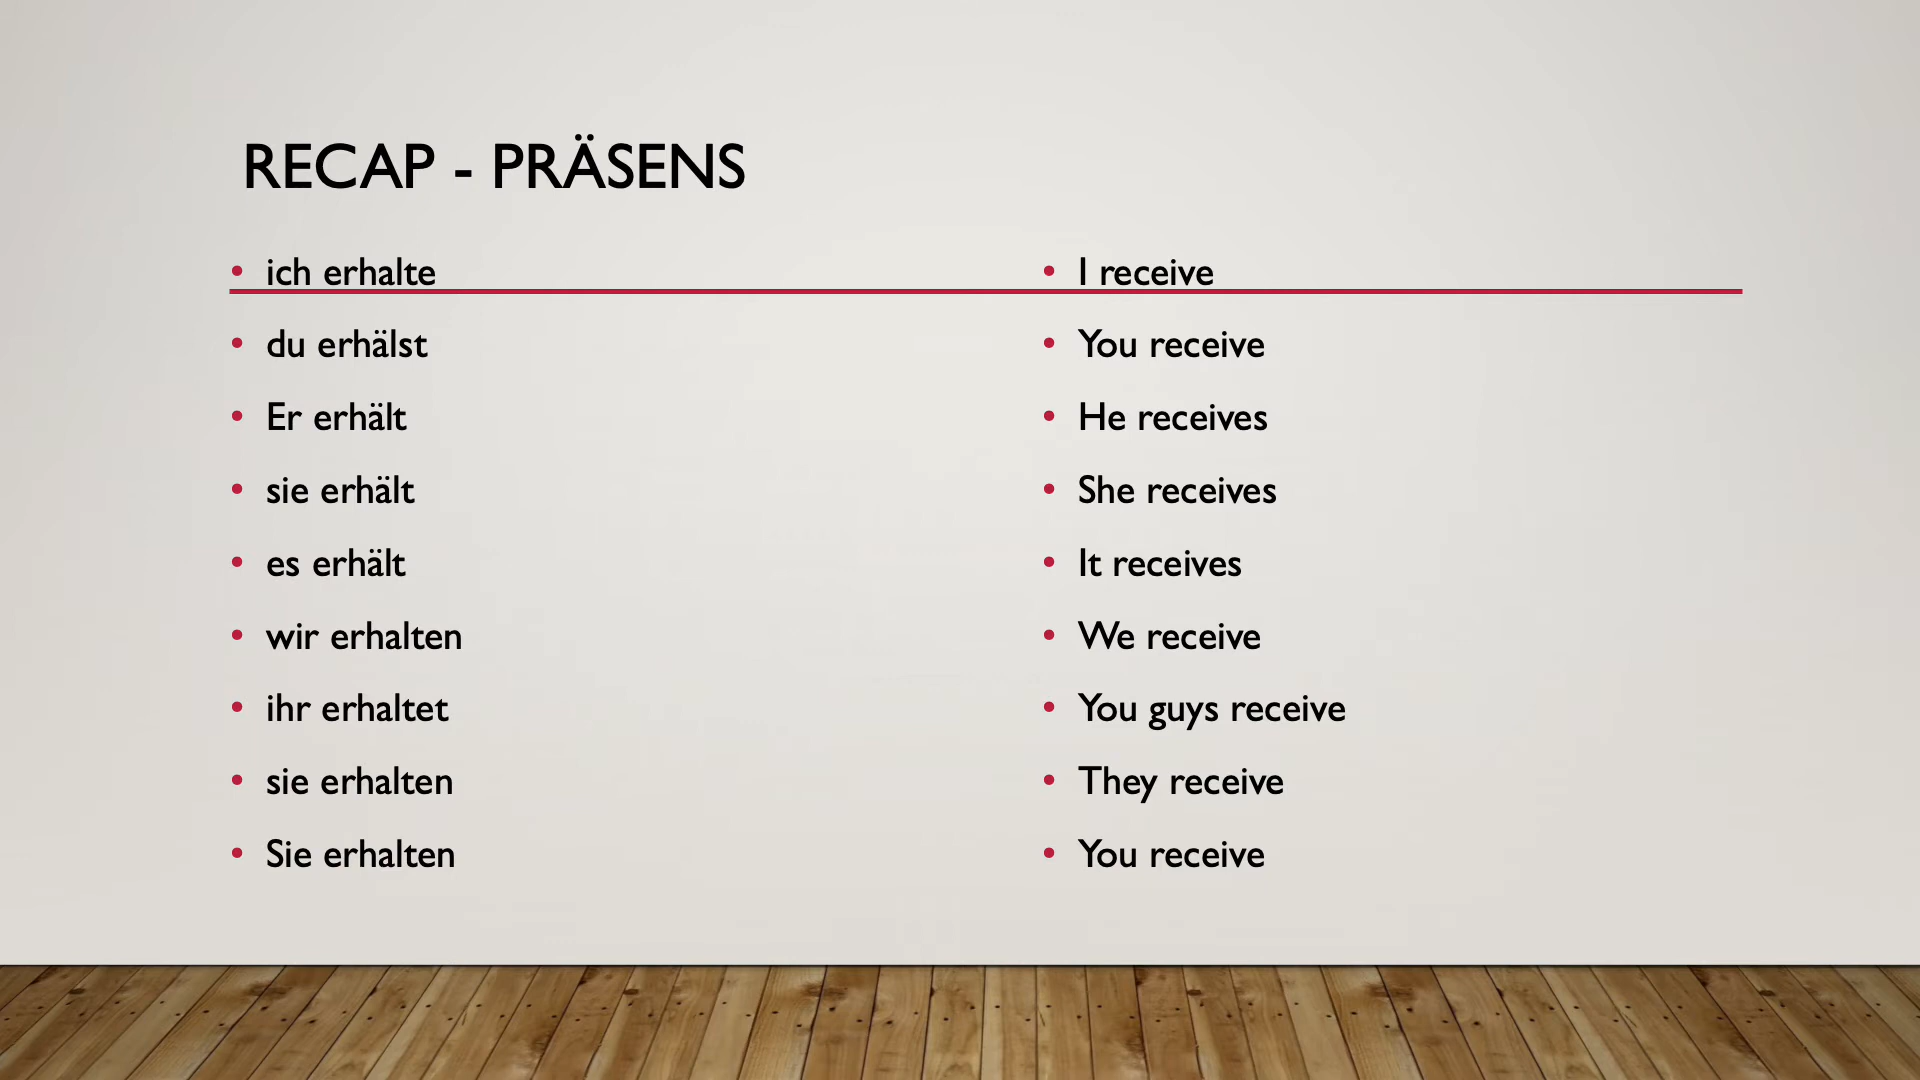 RECAP - PRÄSENS
• ich erhalte
• du erhälst
• Er erhält
• sie erhält
• es erhält
• wir erhalten
• ihr erhaltet
• sie erhalten
• Sie erhalten
• I receive
• You receive
• He receives
• She receives
• It receives
• We receive
• You guys receive
• They receive
• You receive